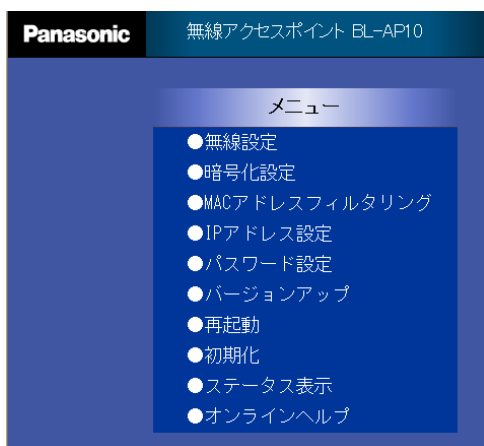 Panasonic
無線アクセスポイント BL-AP10
メニュー
●無線設定
●暗号化設定
●MACアドレスフィルタリング
●IPアドレス設定
●パスワード設定
●バージョンアップ
●再起動
●初期化
●ステータス表示
●オンラインヘルプ